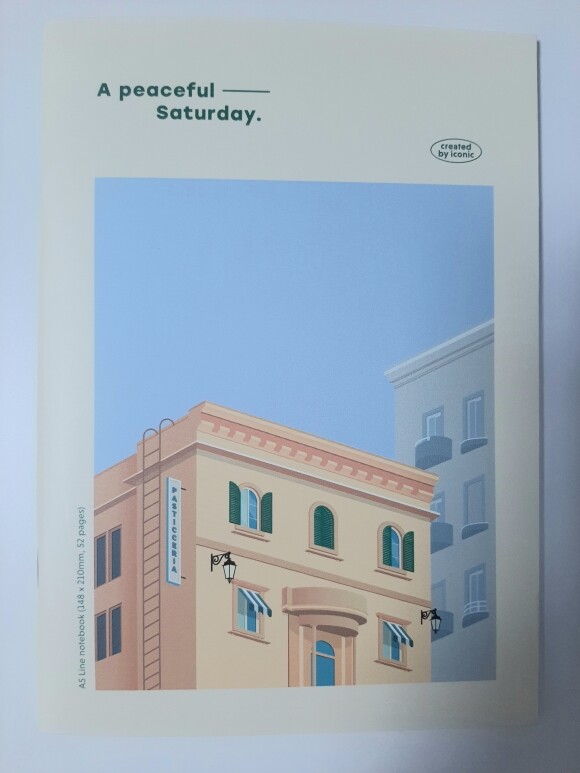 A peaceful —
Saturday.
created
by iconic
PASTICCERIA
A5 Line notebook (148 x 210mm, 52 pages)